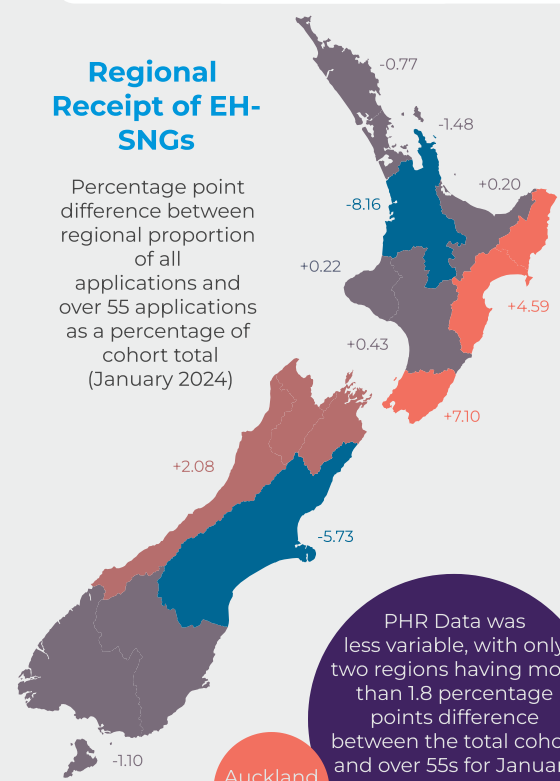 Regional
Receipt of EH-
SNGs
Percentage point
difference between
regional proportion
of all
applications and
over 55 applications
as a percentage of
cohort total
(January 2024)
-0.77
-1.48
+0.20
-8.16
+0.22
+4.59
+0.43
+7.10
+2.08
-5.73
-1.10
PHR Data was
less variable, with only
two regions having mo
than 1.8 percentage
points difference
between the total coho
and over 55s for Januar
Auckland